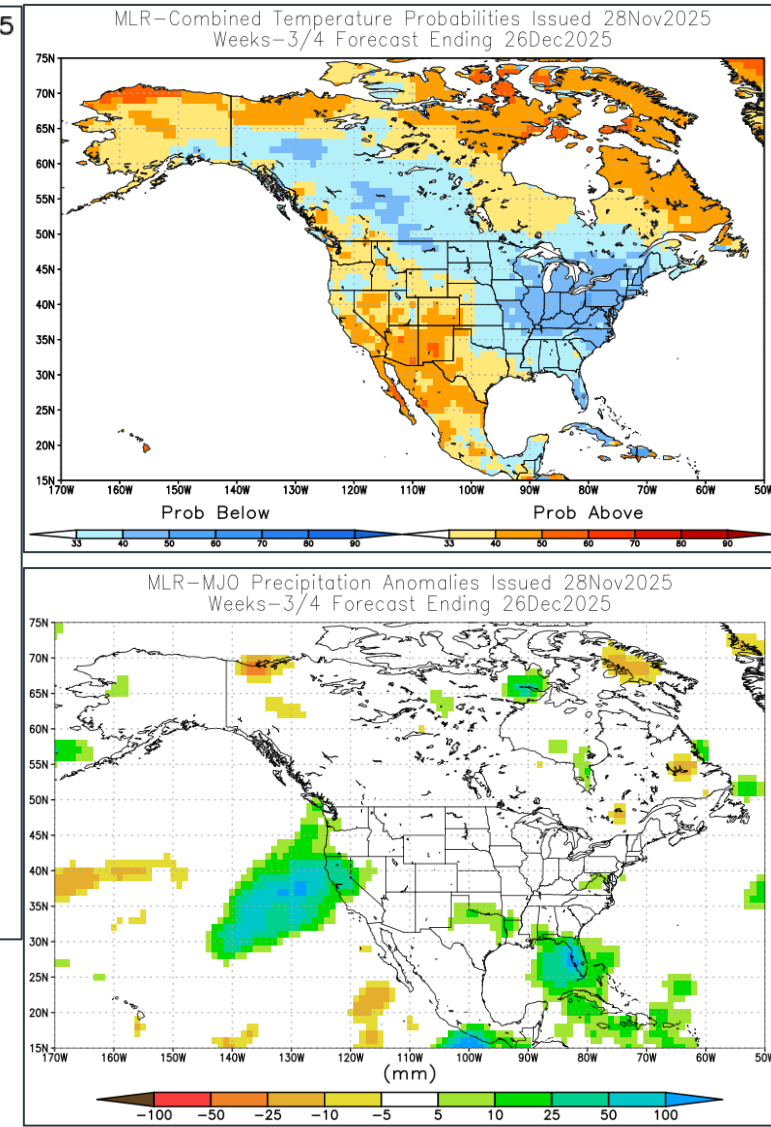 5
MLR-Combined Temperature Probabilities Issued 28Nov2025
Weeks-3/4 Forecast Ending 26Dec2025
75N
70N
65N
60N
55N
50N
45N
40N
35N
30N
25N
20N
15N
170W 160W 150W 140W 130W 120W 110W 100W 90W 80W 70W 60W 50W
Prob Below Prob Above
33 40 50 60 70 80 90 33 40 50 60 70 80 90
MLR-MJO Precipitation Anomalies Issued 28Nov2025
Weeks-3/4 Forecast Ending 26Dec2025
75N
70N
65N
60N
55N
50N
45N
40N
35N
30N
25N
20N
15N
170W 160W 150W 140W 130W 120W 110W 100W 90W 80W 70W 60W 50W
(mm)
-100 -50 -25 -10 -5 5 10 25 50 100